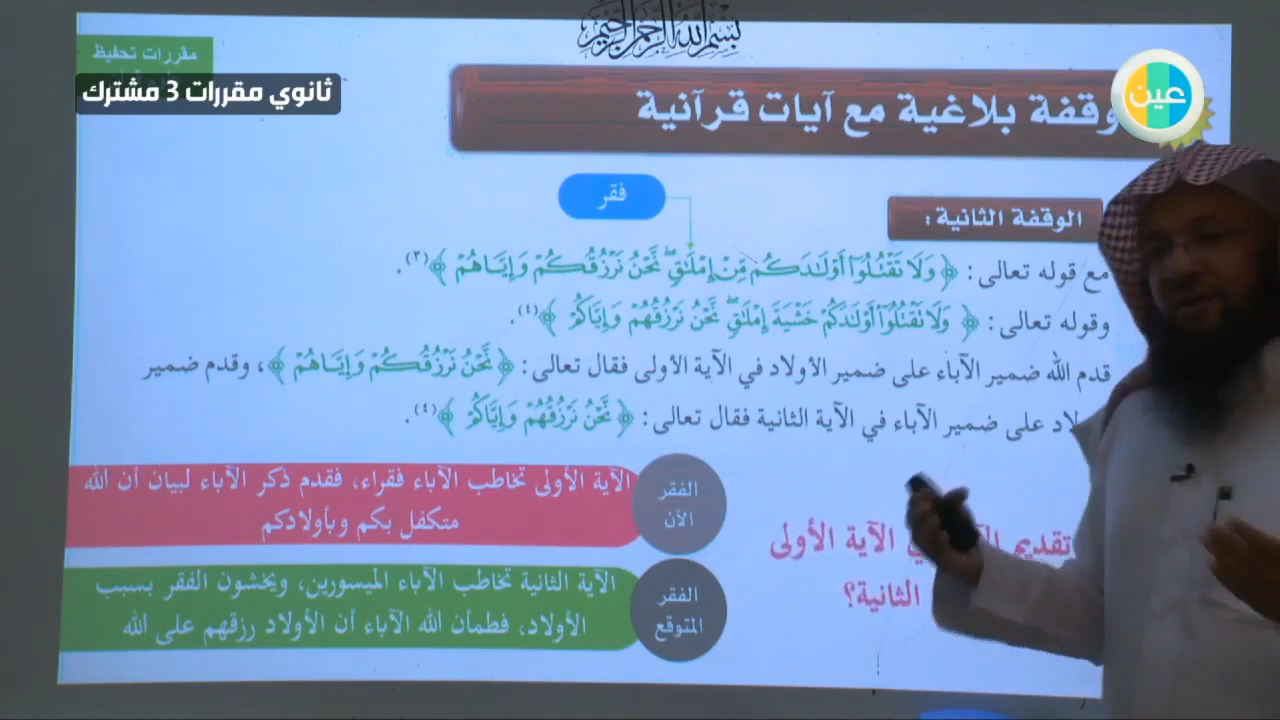 بسم الله الرحمن الرحيم
مقررات تحفيظ
ثانوي مقررات 3 مشترك
عين
وقفة بلاغية مع آيات قرآنية
فقر
الوقفة الثانية:
مع قوله تعالى: ﴿ وَلَا تَقْتُلُوٓا۟ أَوْلَـٰدَكُم مِّنْ إِمْلَـٰقٍ ۖ نَّحْنُ نَرْزُقُكُمْ وَإِيَّاهُمْ ﴾(٣).
وقوله تعالى: ﴿ وَلَا تَقْتُلُوٓا۟ أَوْلَـٰدَكُمْ خَشْيَةَ إِمْلَـٰقٍ ۖ نَّحْنُ نَرْزُقُهُمْ وَإِيَّاكُمْ ﴾(٤).
قدم الله ضمير الآباء على ضمير الأولاد في الآية الأولى فقال تعالى: ﴿ نَّحْنُ نَرْزُقُكُمْ وَإِيَّاهُمْ ﴾، وقدم ضمير
على ضمير الآباء في الآية الثانية فقال تعالى: ﴿ نَّحْنُ نَرْزُقُهُمْ وَإِيَّاكُمْ ﴾(٤).
تقديم الآية الأولى
الثانية؟
الفقر الآن
الآية الأولى تخاطب الآباء فقراء، فقدم ذكر الآباء لبيان أن الله
متكفل بكم وبأولادكم
الفقر المتوقع
الآية الثانية تخاطب الآباء الميسورين، ويخشون الفقر بسبب
الأولاد، فطمأن الله الآباء أن الأولاد رزقهم على الله